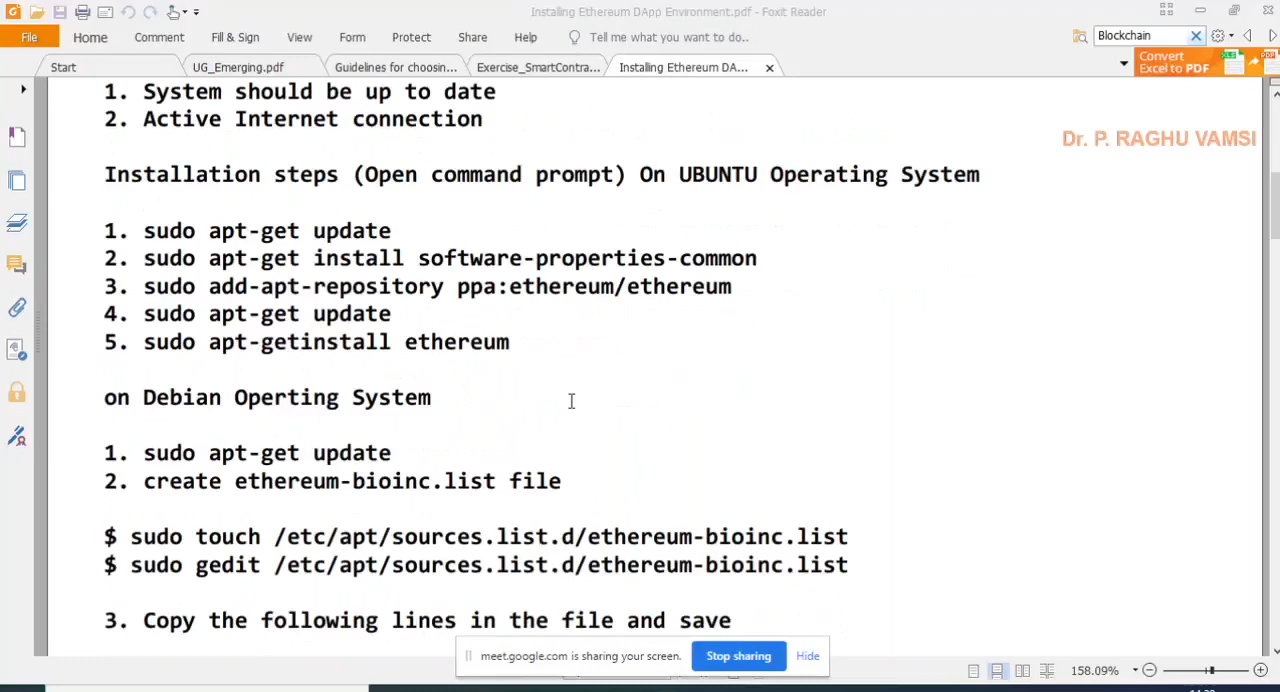 Installing Ethereum DApp Environment.pdf - Foxit Reader
File Home Comment Fill & Sign View Form Protect Share Help Tell me what you want to do.. Blockchain
Start UG_Emerging.pdf Guidelines for choosin... Exercise_SmartContra... Installing Ethereum DA... Convert Excel to PDF
1. System should be up to date
2. Active Internet connection
Dr. P. RAGHU VAMSI
Installation steps (Open command prompt) On UBUNTU Operating System
1. sudo apt-get update
2. sudo apt-get install software-properties-common
3. sudo add-apt-repository ppa:ethereum/ethereum
4. sudo apt-get update
5. sudo apt-getinstall ethereum
on Debian Operting System
1. sudo apt-get update
2. create ethereum-bioinc.list file
$ sudo touch /etc/apt/sources.list.d/ethereum-bioinc.list
$ sudo gedit /etc/apt/sources.list.d/ethereum-bioinc.list
3. Copy the following lines in the file and save
meet.google.com is sharing your screen. Stop sharing Hide
158.09%